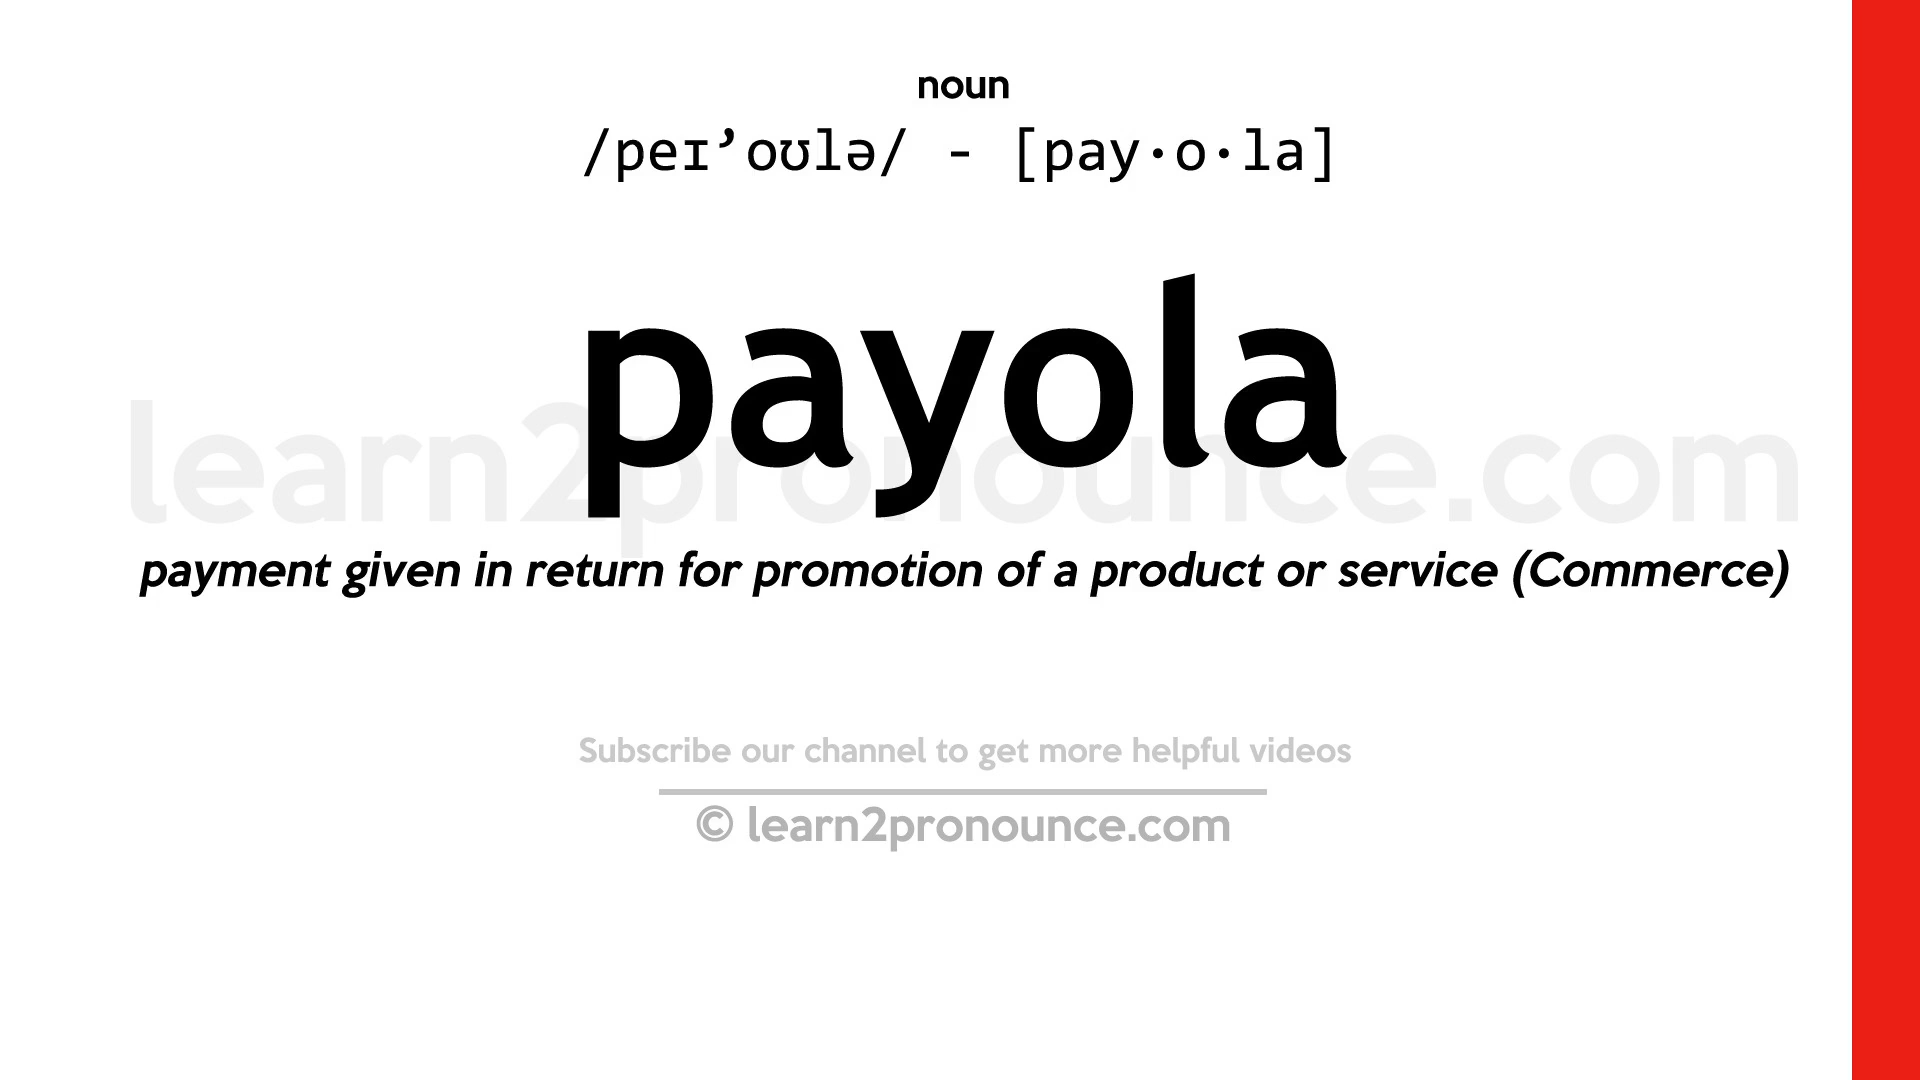 noun
/peɪ’oʊlə/ - [pay·o·la]
payola
learn2pronounce.com
payment given in return for promotion of a product or service (Commerce)
Subscribe our channel to get more helpful videos
© learn2pronounce.com